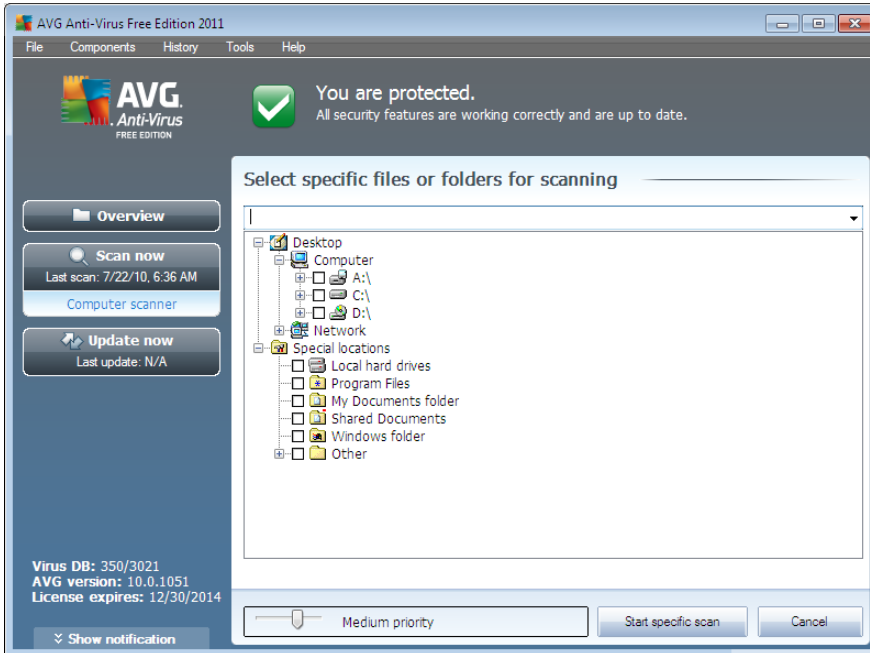 AVG Anti-Virus Free Edition 2011
File Components History Tools Help
AVG.
Anti-Virus
FREE EDITION
You are protected.
All security features are working correctly and are up to date.
Select specific files or folders for scanning
Overview
Scan now
Last scan: 7/22/10, 6:36 AM
Computer scanner
Update now
Last update: N/A
Desktop
Computer
A:\
C:\
D:\
Network
Special locations
Local hard drives
Program Files
My Documents folder
Shared Documents
Windows folder
Other
Virus DB: 350/3021
AVG version: 10.0.1051
License expires: 12/30/2014
Show notification
Medium priority
Start specific scan
Cancel